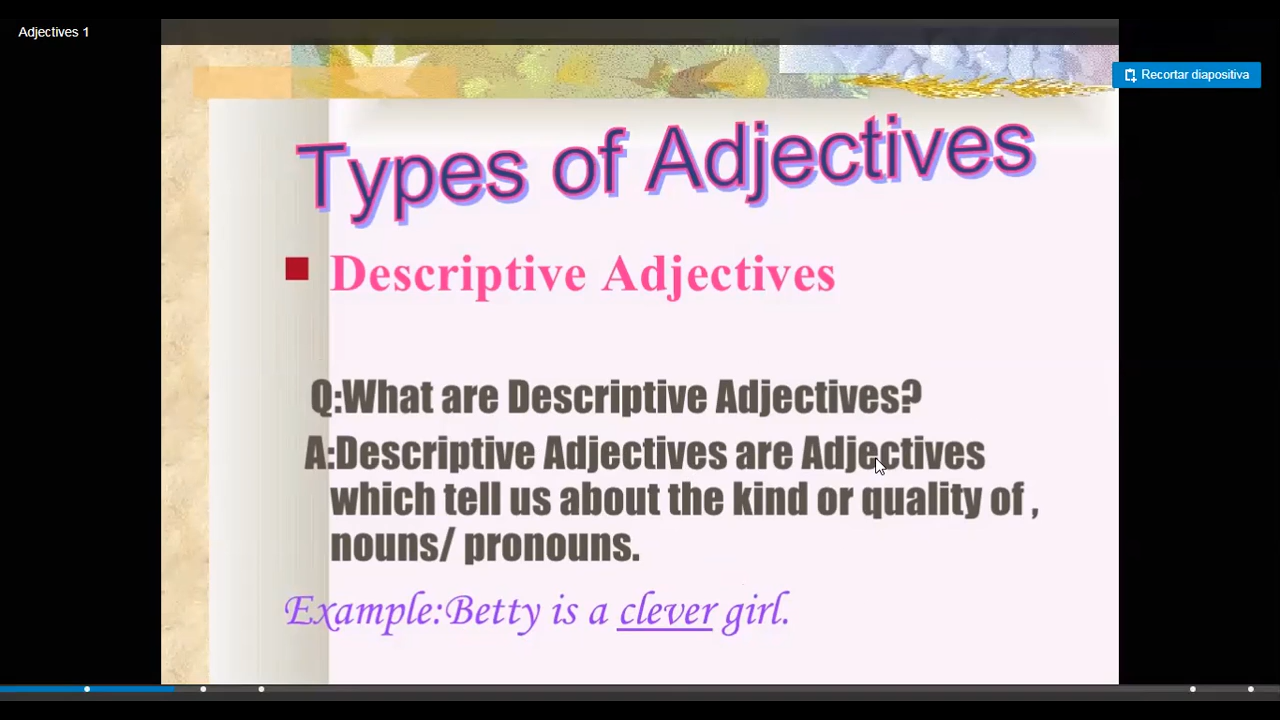 Adjectives 1
Recortar diapositiva
Types of Adjectives
Descriptive Adjectives
Q:What are Descriptive Adjectives?
A:Descriptive Adjectives are Adjectives
which tell us about the kind or quality of ,
nouns/ pronouns.
Example:Betty is a clever girl.